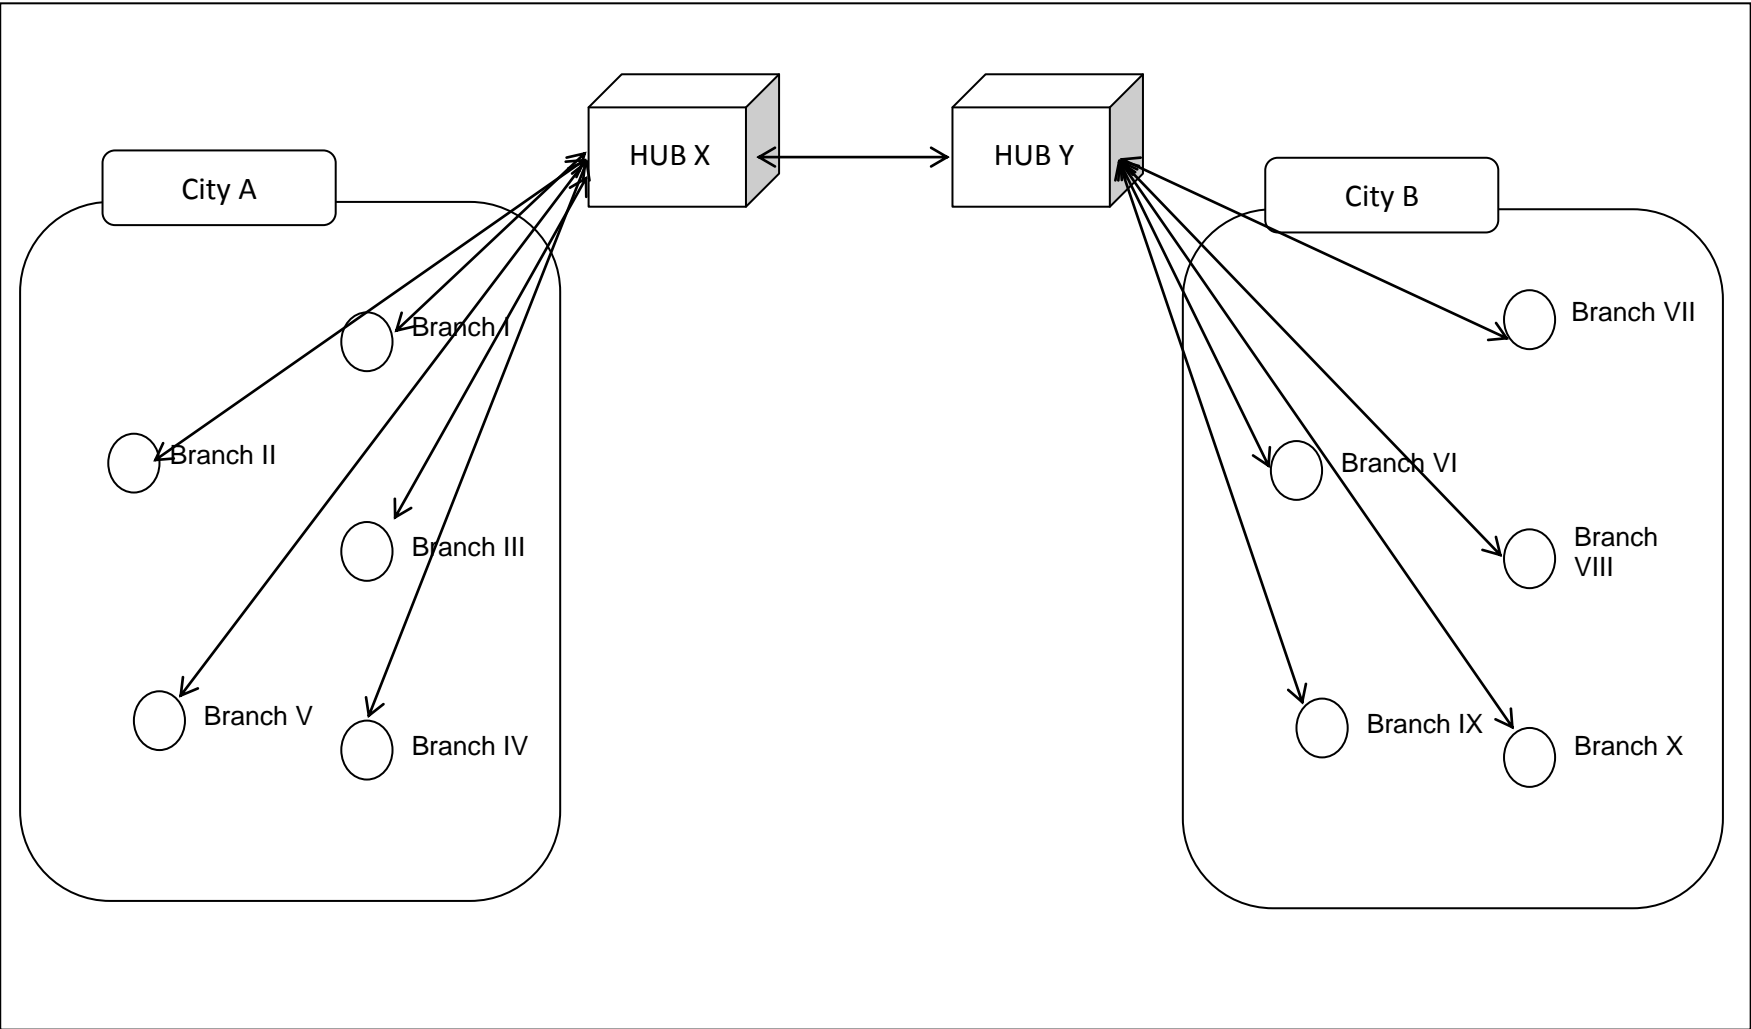 HUB X
HUB Y
City A
City B
Branch I
Branch II
Branch III
Branch V
Branch IV
Branch VII
Branch VI
Branch
VIII
Branch IX
Branch X